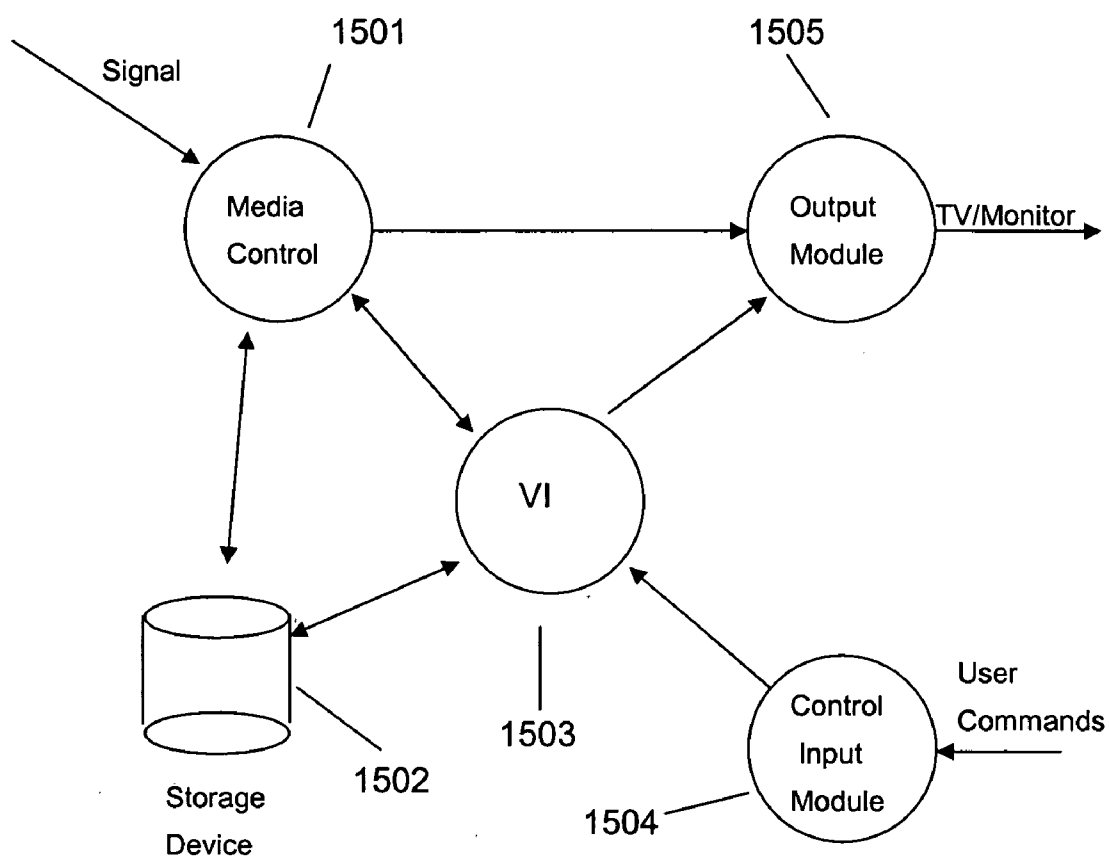 1501
1505
Signal
Media
Control
Output
Module
TV/Monitor
VI
1503
1502
Storage
Device
Control
Input
Module
1504
User
Commands